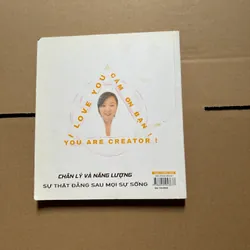 I LOVE YOU
CẢM ƠN BẠN !
YOU ARE CREATOR !
CHÂN LÝ VÀ NĂNG LƯỢNG
SỰ THẬT ĐẰNG SAU MỌI SỰ SỐNG